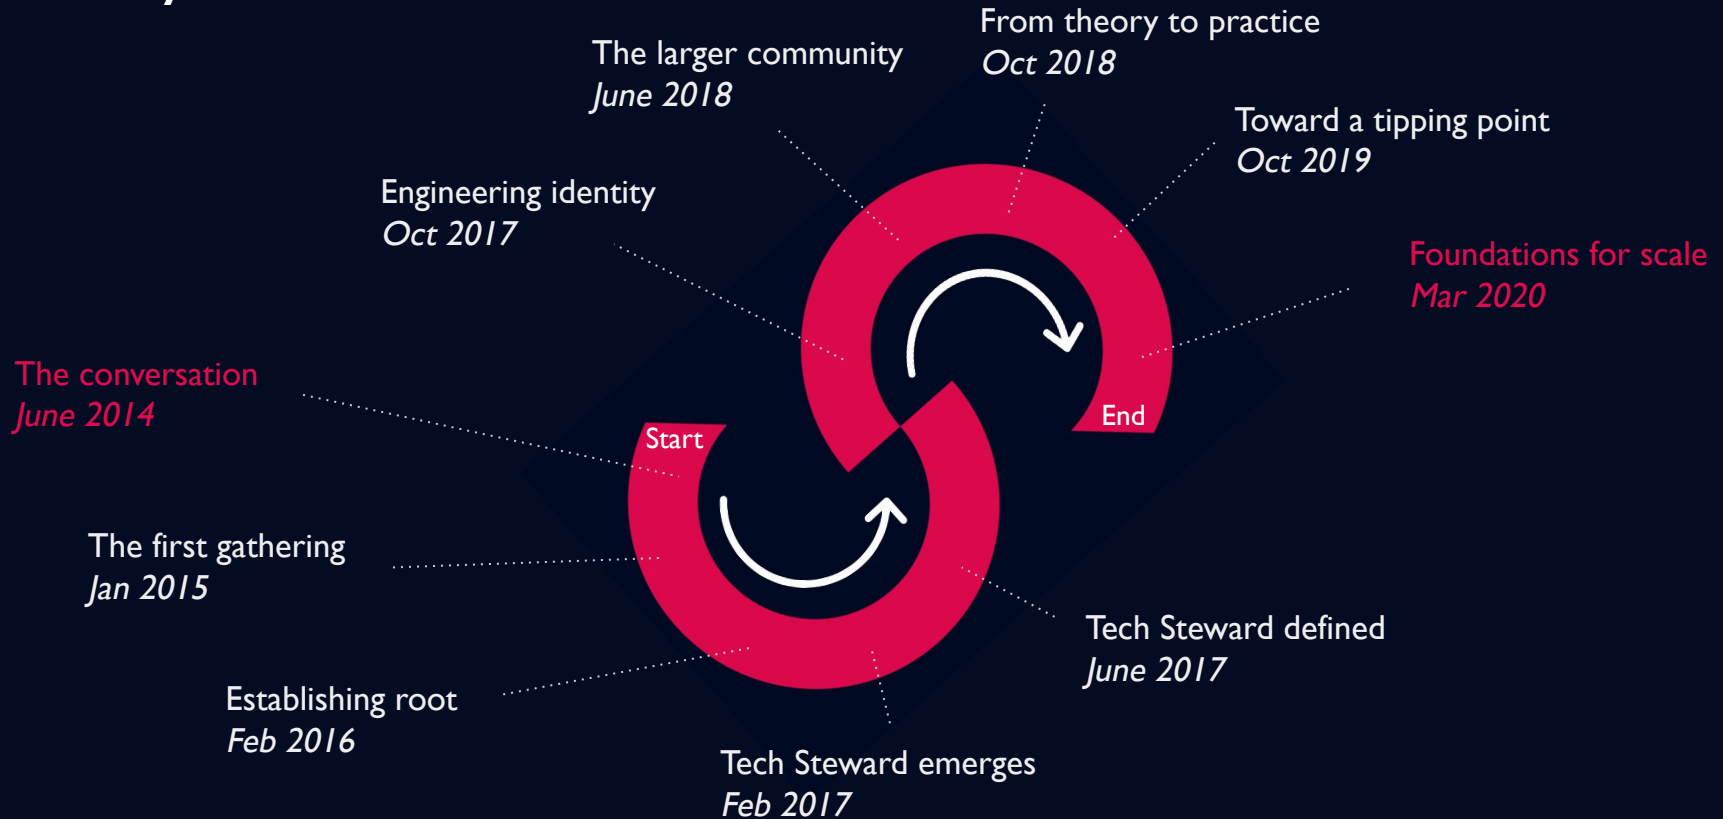 The larger community
June 2018
From theory to practice
Oct 2018
Toward a tipping point
Oct 2019
Engineering identity
Oct 2017
Foundations for scale
Mar 2020
The conversation
June 2014
Start
End
The first gathering
Jan 2015
Tech Steward defined
June 2017
Establishing root
Feb 2016
Tech Steward emerges
Feb 2017